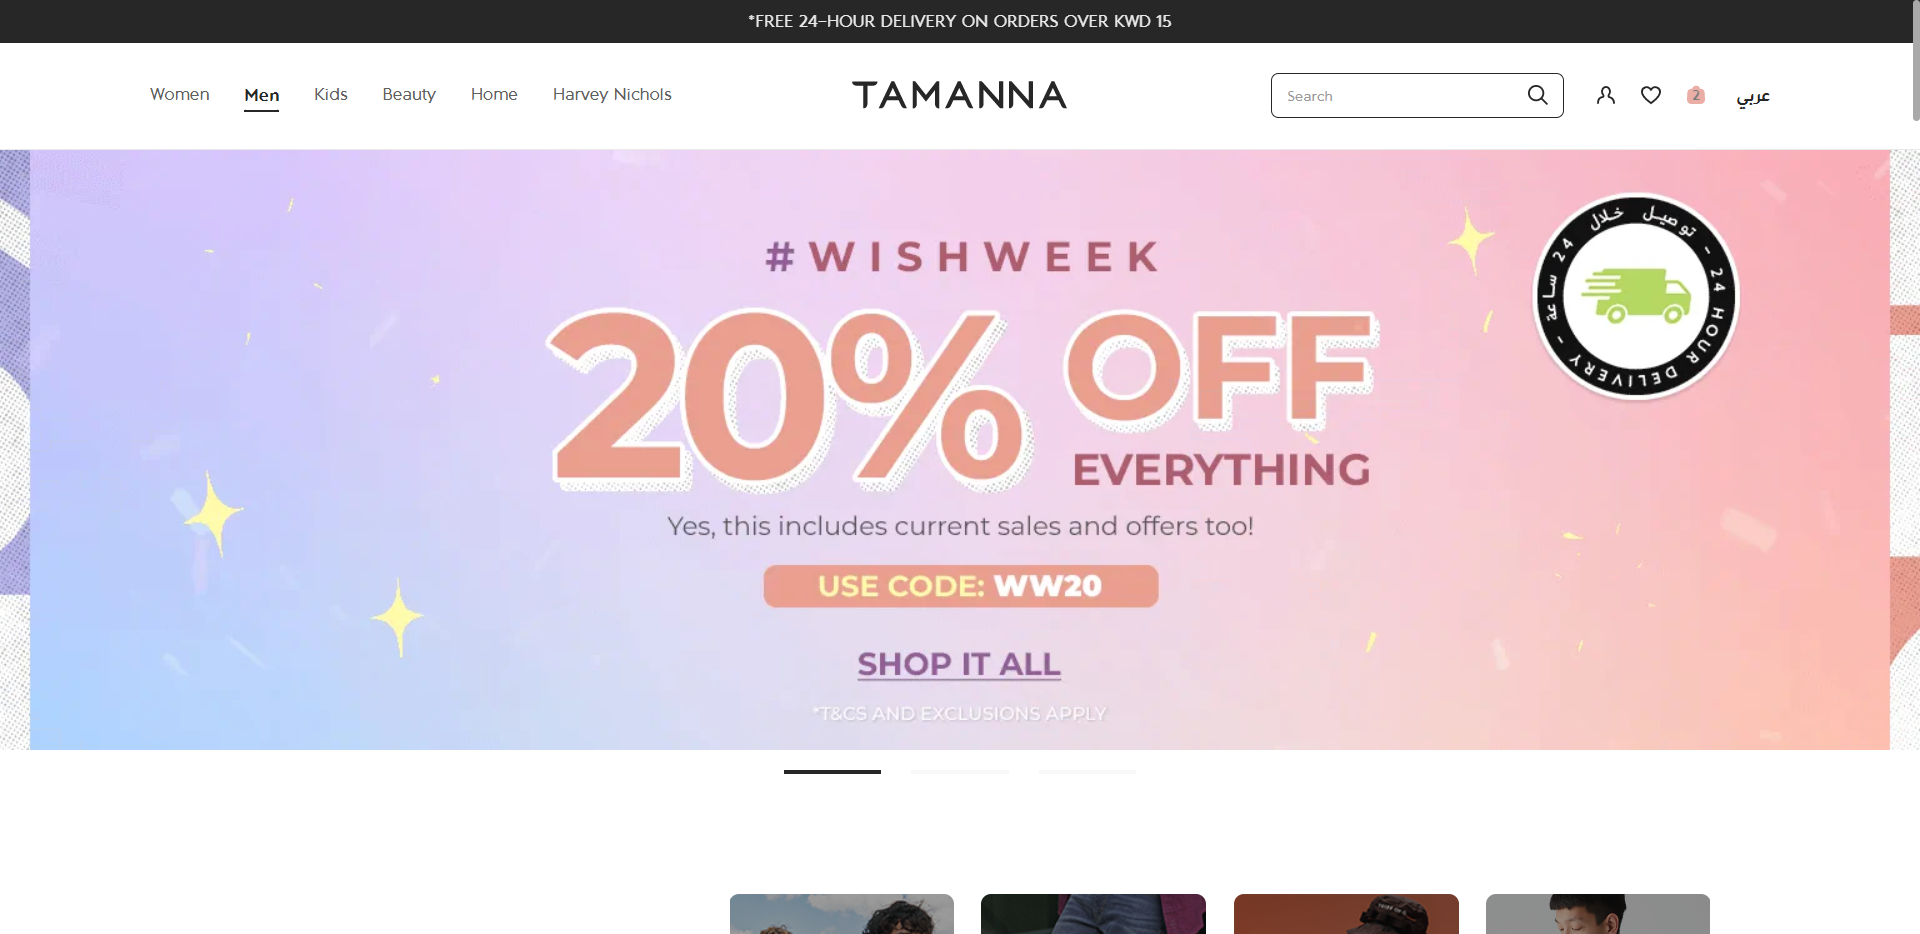 *FREE 24-HOUR DELIVERY ON ORDERS OVER KWD 15
Women Men Kids Beauty Home Harvey Nichols
TAMANNA
Search
2
عربي
#WISHWEEK
20% OFF
EVERYTHING
Yes, this includes current sales and offers too!
USE CODE: WW20
SHOP IT ALL
*T&CS AND EXCLUSIONS APPLY
توصيل خلال 24 ساعة - 24 HOUR DELIVERY -